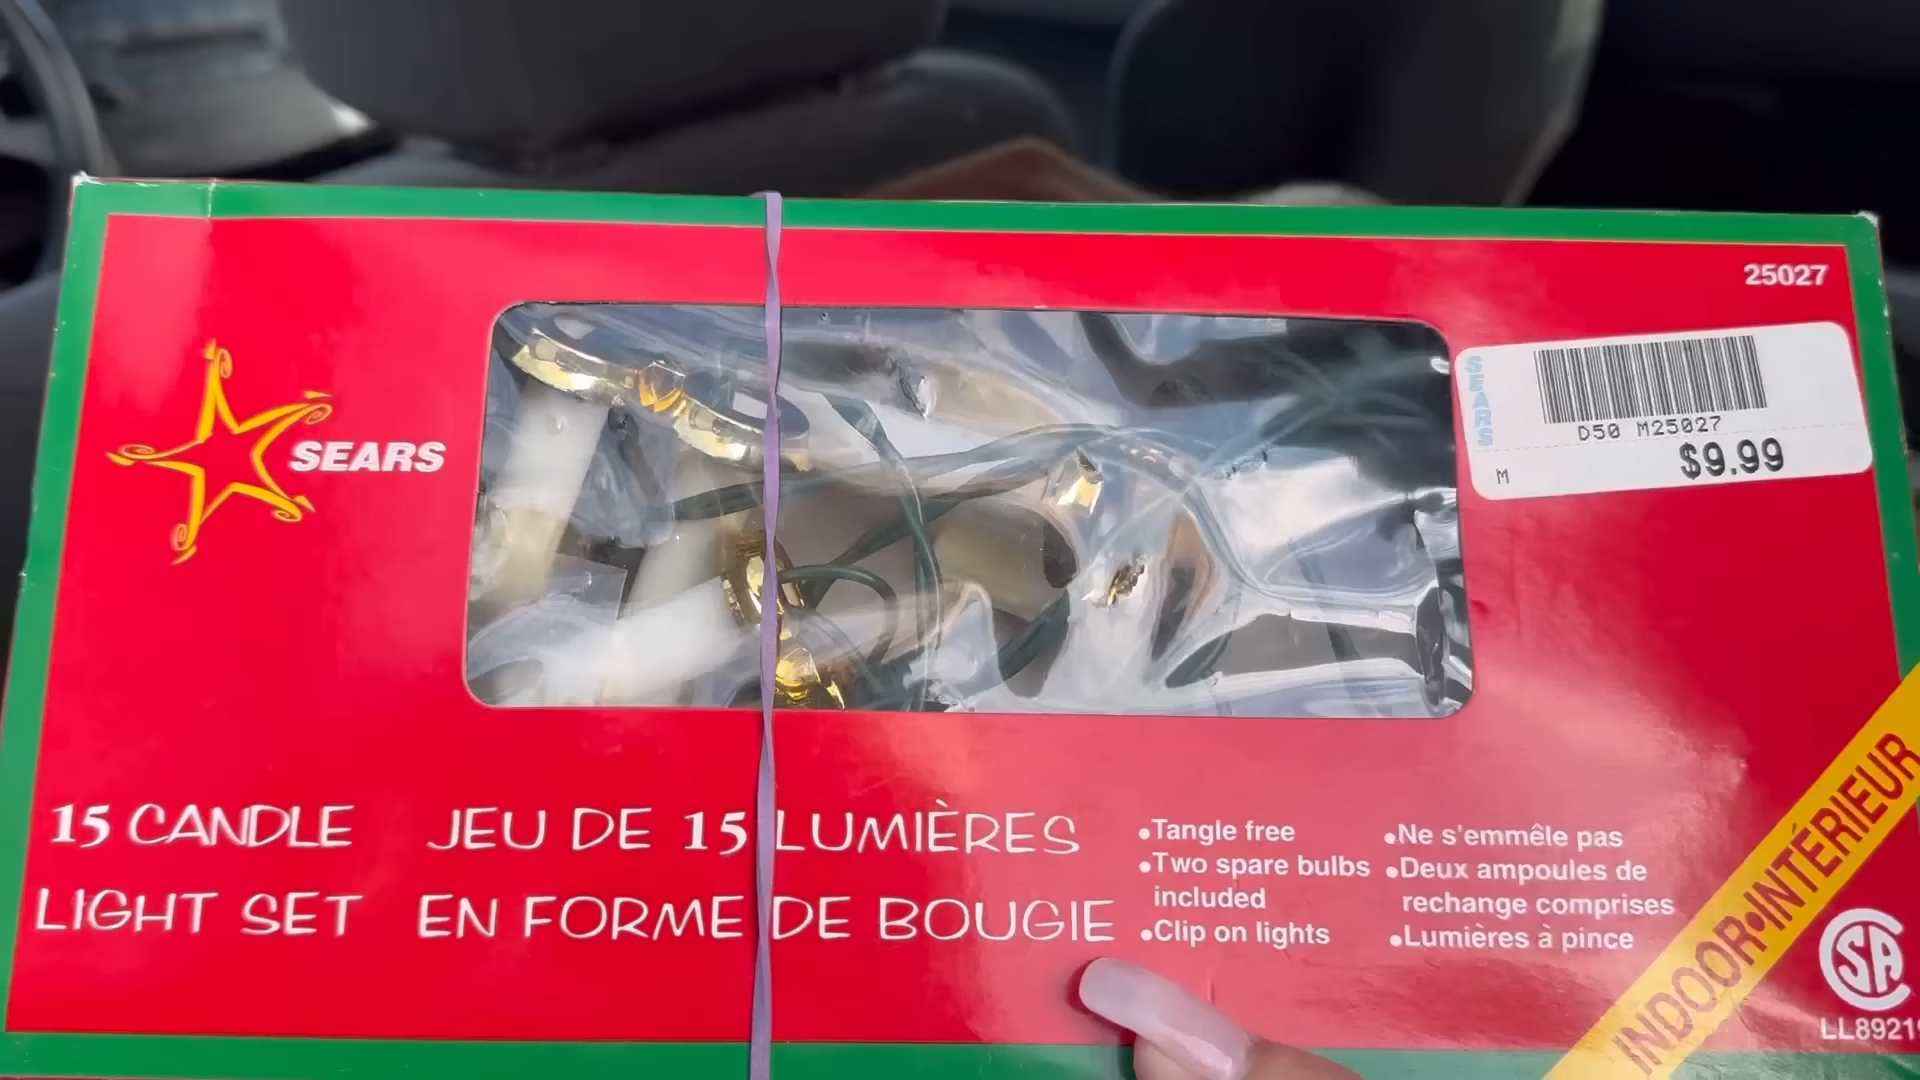 25027
SEARS
SEARS
D50 M25027
M
$9.99
15 CANDLE
LIGHT SET
JEU DE 15 LUMIÈRES
EN FORME DE BOUGIE
•Tangle free
•Two spare bulbs
included
•Clip on lights
•Ne s'emmêle pas
•Deux ampoules de
rechange comprises
•Lumières à pince
INDOOR•INTÉRIEUR
SA
LL89219